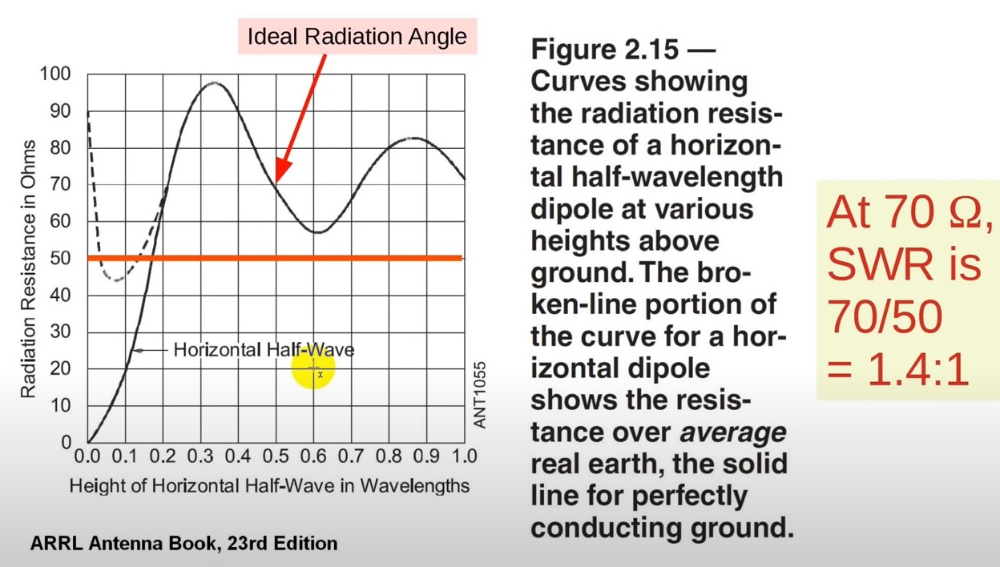 Ideal Radiation Angle
100
90
80
70
60
50
40
30
20
10
0
Radiation Resistance in Ohms
Horizontal Half-Wave
ANT1055
0.0 0.1 0.2 0.3 0.4 0.5 0.6 0.7 0.8 0.9 1.0
Height of Horizontal Half-Wave in Wavelengths
ARRL Antenna Book, 23rd Edition
Figure 2.15 —
Curves showing
the radiation resis-
tance of a horizon-
tal half-wavelength
dipole at various
heights above
ground. The bro-
ken-line portion of
the curve for a hor-
izontal dipole
shows the resis-
tance over average
real earth, the solid
line for perfectly
conducting ground.
At 70 Ω,
SWR is
70/50
= 1.4:1